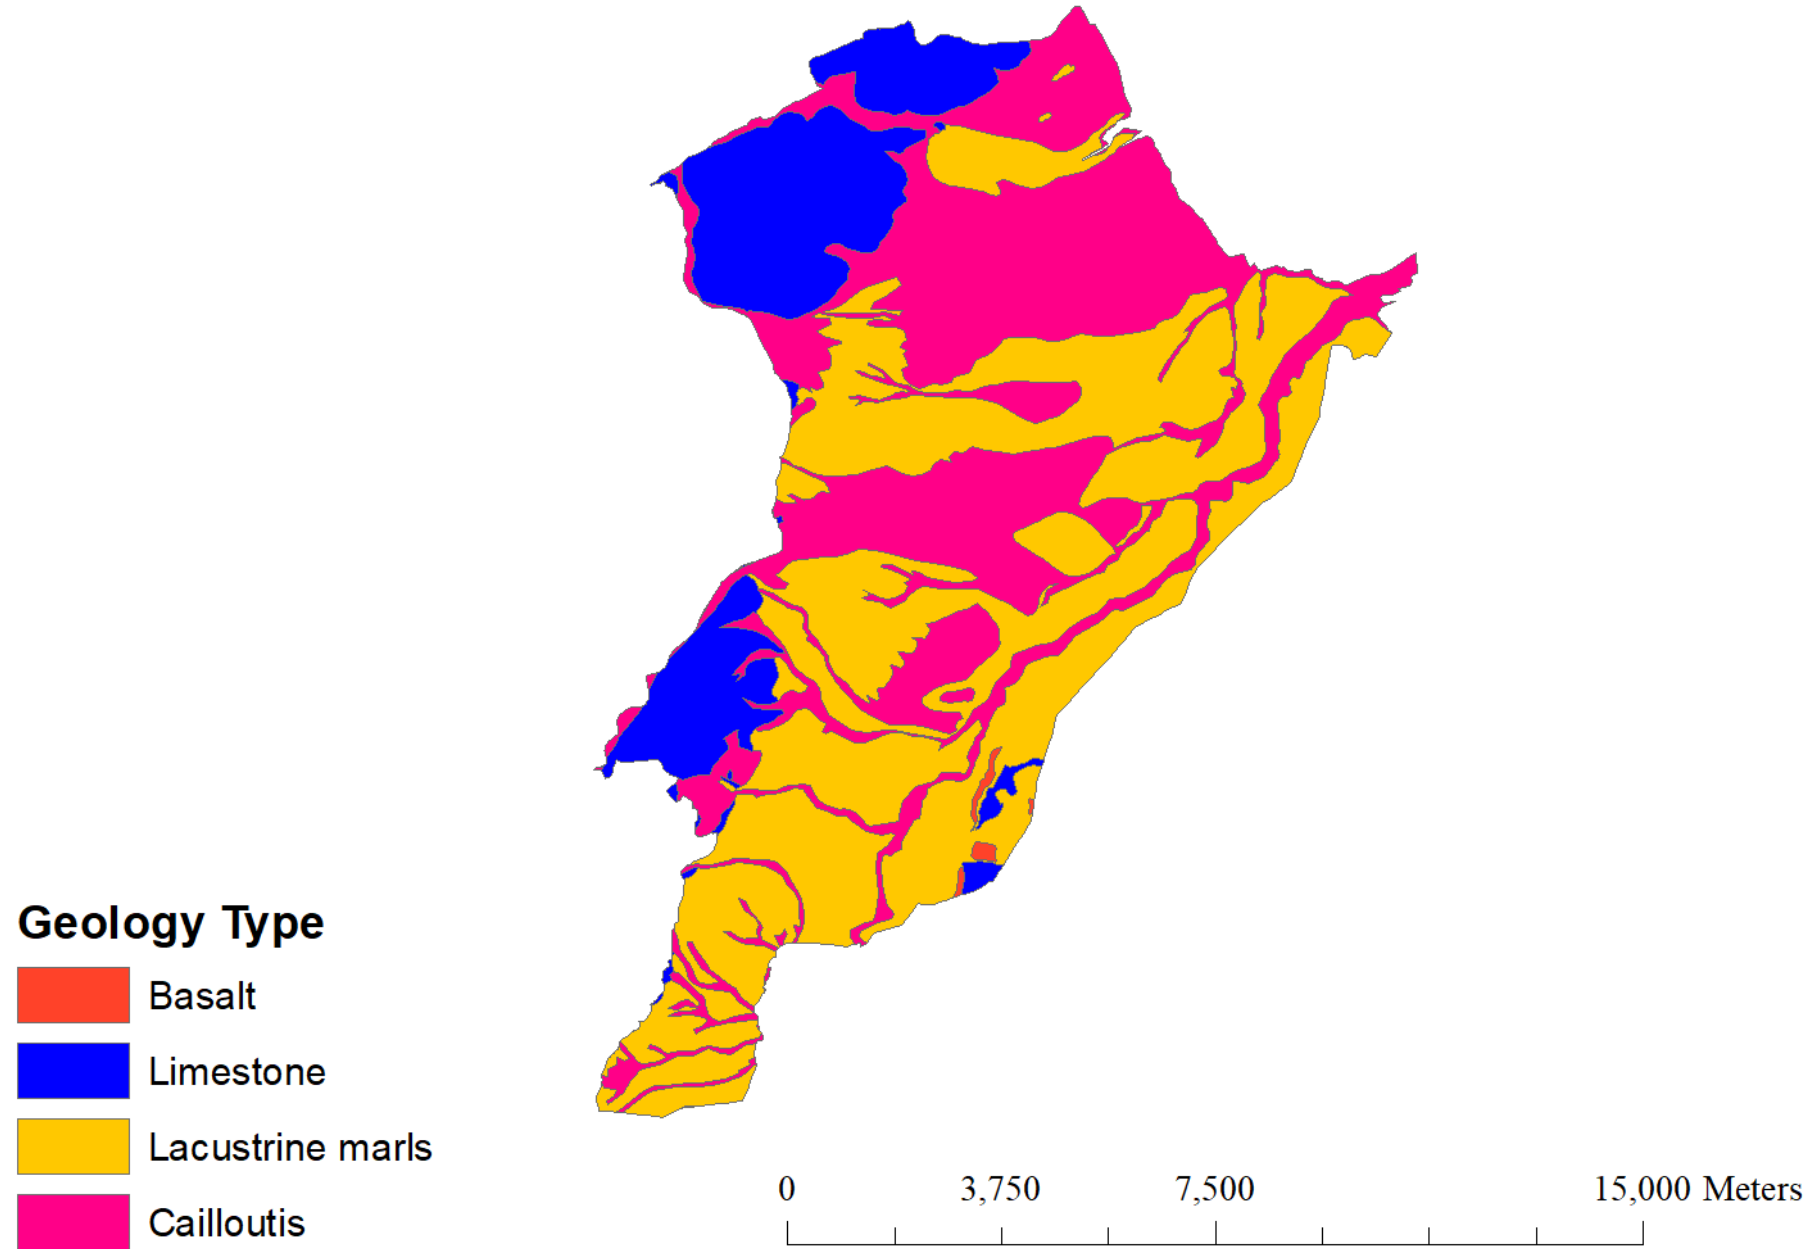 Geology Type
Basalt
Limestone
Lacustrine marls
Cailloutis
0 3,750 7,500 15,000 Meters